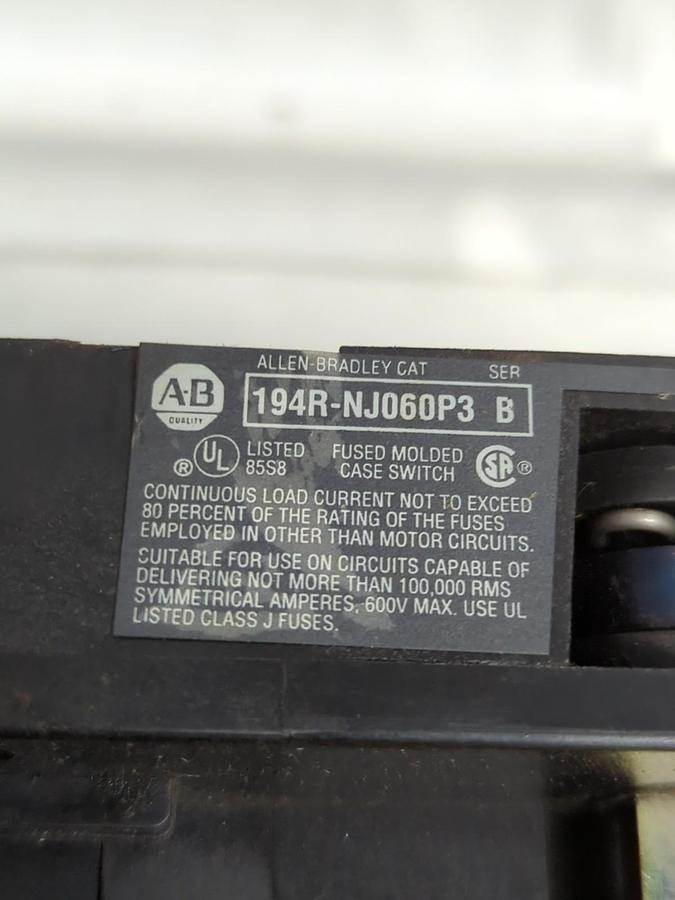 ALLEN-BRADLEY CAT SER
A-B
QUALITY
194R-NJ060P3 B
® UL LISTED 85S8
FUSED MOLDED CASE SWITCH
SA ®
CONTINUOUS LOAD CURRENT NOT TO EXCEED
80 PERCENT OF THE RATING OF THE FUSES
EMPLOYED IN OTHER THAN MOTOR CIRCUITS.
SUITABLE FOR USE ON CIRCUITS CAPABLE OF
DELIVERING NOT MORE THAN 100,000 RMS
SYMMETRICAL AMPERES, 600V MAX. USE UL
LISTED CLASS J FUSES.